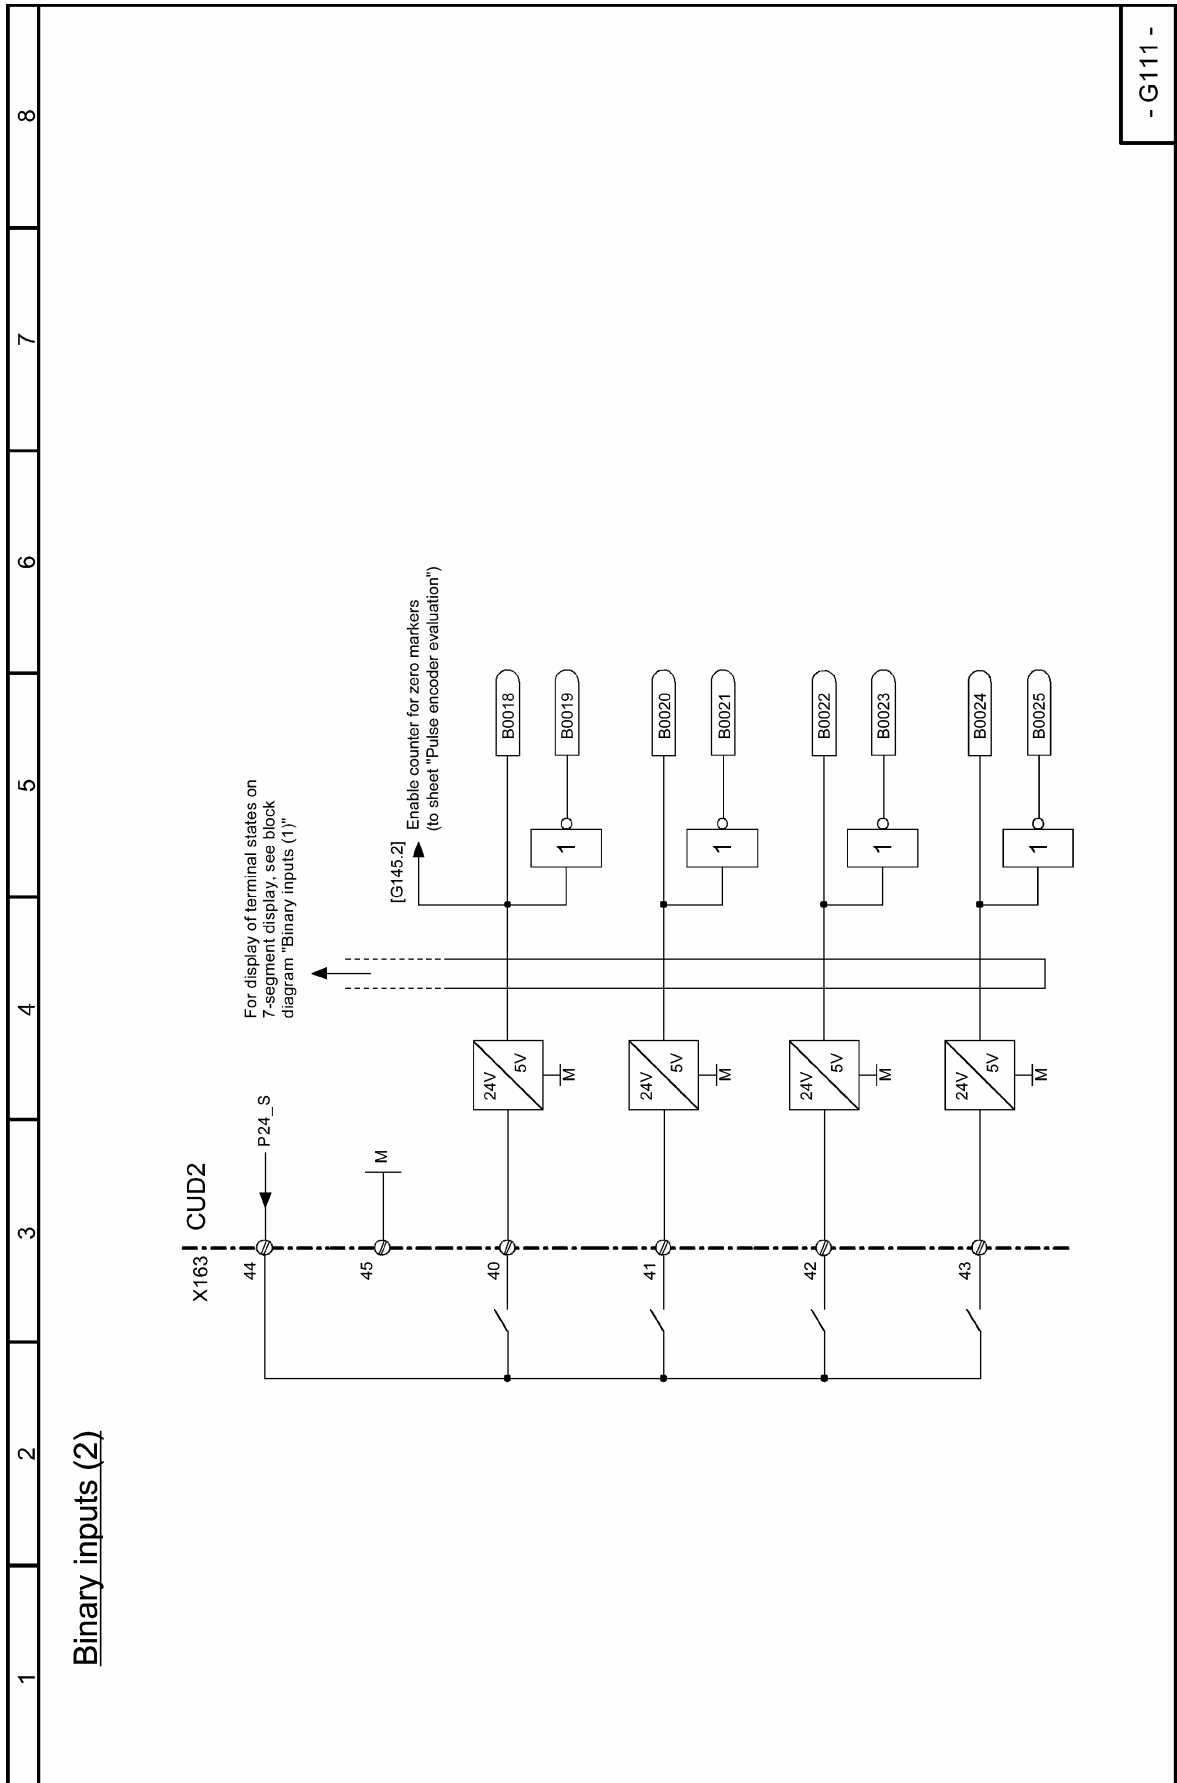 Binary inputs (2)
X163
CUD2
44
P24_S
For display of terminal states on
7-segment display, see block
diagram "Binary inputs (1)"
45
M
[G145.2]
Enable counter for zero markers
(to sheet "Pulse encoder evaluation")
40
24V
5V
M
B0018
1
B0019
41
24V
5V
M
B0020
1
B0021
42
24V
5V
M
B0022
1
B0023
43
24V
5V
M
B0024
1
B0025
1
2
3
4
5
6
7
8
- G111 -